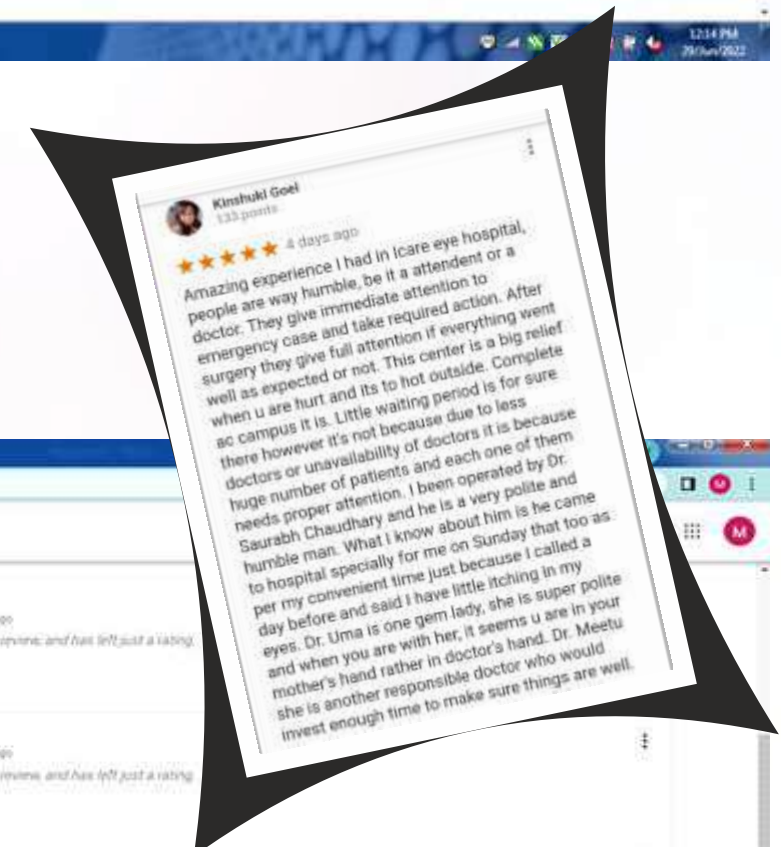 12:14 PM
29/Jun/2022
Kinshuki Goel
133 points
4 days ago
Amazing experience I had in Icare eye hospital,
people are way humble, be it a attendent or a
doctor. They give immediate attention to
emergency case and take required action. After
surgery they give full attention if everything went
well as expected or not. This center is a big relief
when u are hurt and its to hot outside. Complete
ac campus it is. Little waiting period is for sure
there however it's not because due to less
doctors or unavailability of doctors it is because
huge number of patients and each one of them
needs proper attention. I been operated by Dr.
Saurabh Chaudhary and he is a very polite and
humble man. What I know about him is he came
to hospital specially for me on Sunday that too as
per my convenient time just because I called a
day before and said I have little itching in my
eyes. Dr. Uma is one gem lady, she is super polite
and when you are with her, it seems u are in your
mother's hand rather in doctor's hand. Dr. Meetu
she is another responsible doctor who would
invest enough time to make sure things are well.
M
M
ago
review, and has left just a rating.
ago
review, and has left just a rating.